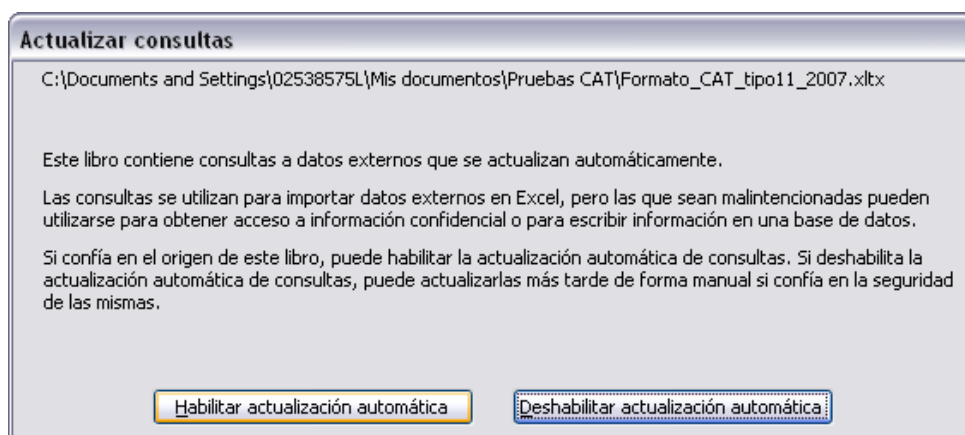 Actualizar consultas
C:\Documents and Settings\02538575L\Mis documentos\Pruebas CAT\Formato_CAT_tipo11_2007.xltx
Este libro contiene consultas a datos externos que se actualizan automáticamente.
Las consultas se utilizan para importar datos externos en Excel, pero las que sean malintencionadas pueden
utilizarse para obtener acceso a información confidencial o para escribir información en una base de datos.
Si confía en el origen de este libro, puede habilitar la actualización automática de consultas. Si deshabilita la
actualización automática de consultas, puede actualizarlas más tarde de forma manual si confía en la seguridad
de las mismas.
Habilitar actualización automática
Deshabilitar actualización automática